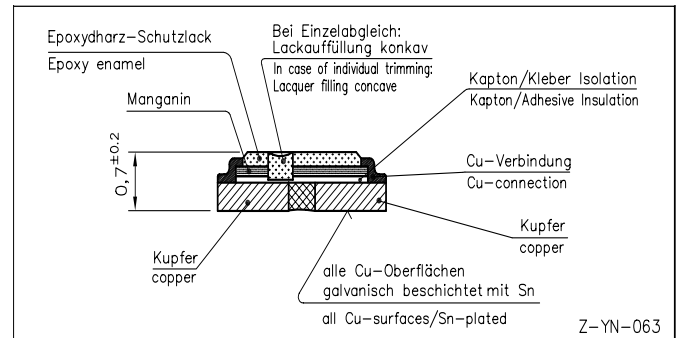 Epoxydharz-Schutzlack
Epoxy enamel
Bei Einzelabgleich:
Lackauffüllung konkav
In case of individual trimming:
Lacquer filling concave
Manganin
Kapton/Kleber Isolation
Kapton/Adhesive Insulation
0,7±0.2
Cu-Verbindung
Cu-connection
Kupfer
copper
Kupfer
copper
alle Cu-Oberflächen
galvanisch beschichtet mit Sn
all Cu-surfaces/Sn-plated
Z-YN-063